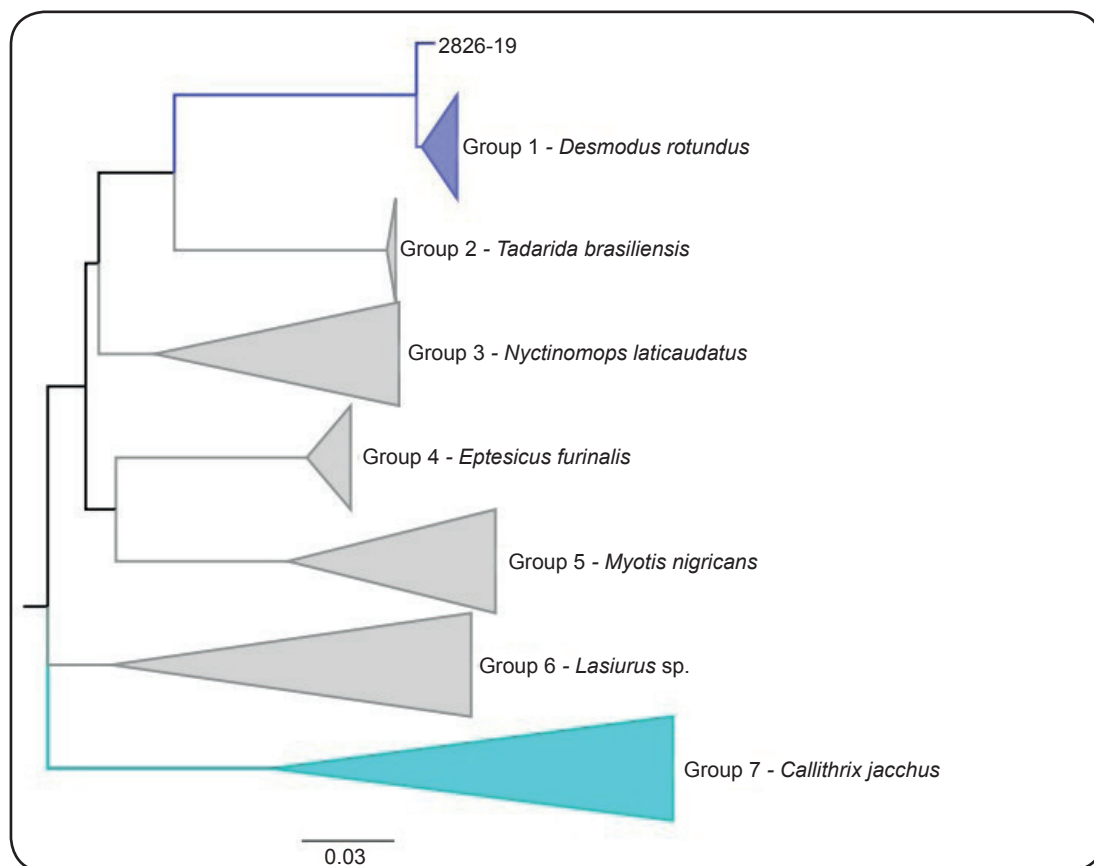 2826-19
Group 1 - Desmodus rotundus
Group 2 - Tadarida brasiliensis
Group 3 - Nyctinomops laticaudatus
Group 4 - Eptesicus furinalis
Group 5 - Myotis nigricans
Group 6 - Lasiurus sp.
Group 7 - Callithrix jacchus
0.03